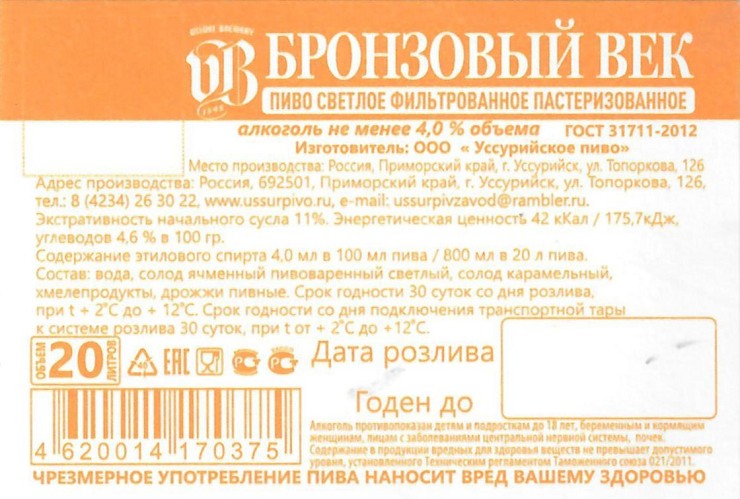 USSURI BREWERY
БРОНЗОВЫЙ ВЕК
ПИВО СВЕТЛОЕ ФИЛЬТРОВАННОЕ ПАСТЕРИЗОВАННОЕ
алкоголь не менее 4,0 % объема ГОСТ 31711-2012
Изготовитель: ООО « Уссурийское пиво»
Место производства: Россия, Приморский край, г. Уссурийск, ул. Топоркова, 126
Адрес производства: Россия, 692501, Приморский край, г. Уссурийск, ул. Топоркова, 126,
тел.: 8 (4234) 26 30 22, www.ussurpivo.ru, e-mail: ussurpivzavod@rambler.ru.
Экстративность начального сусла 11%. Энергетическая ценность 42 кКал / 175,7кДж,
углеводов 4,6 % в 100 гр.
Содержание этилового спирта 4,0 мл в 100 мл пива / 800 мл в 20 л пива.
Состав: вода, солод ячменный пивоваренный светлый, солод карамельный,
хмелепродукты, дрожжи пивные. Срок годности 30 суток со дня розлива,
при t + 2°C до + 12°C. Срок годности со дня подключения транспортной тары
к системе розлива 30 суток, при t от + 2°C до +12°C.
ОБЪЕМ 20 ЛИТРОВ ЕАС Дата розлива
Годен до
4 620014 170375
Алкоголь противопоказан детям и подросткам до 18 лет, беременным и кормящим
женщинам, лицам с заболеваниями центральной нервной системы, почек.
Содержание в продукции вредных для здоровья веществ не превышает допустимого
уровня, установленного Техническим регламентом Таможенного союза 021/2011.
ЧРЕЗМЕРНОЕ УПОТРЕБЛЕНИЕ ПИВА НАНОСИТ ВРЕД ВАШЕМУ ЗДОРОВЬЮ